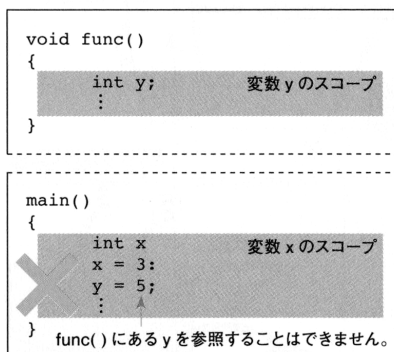 void func()
{
int y; 変数 y のスコープ
⋮
}
main()
{
int x 変数 x のスコープ
x = 3:
y = 5;
⋮
}
func( ) にある y を参照することはできません。